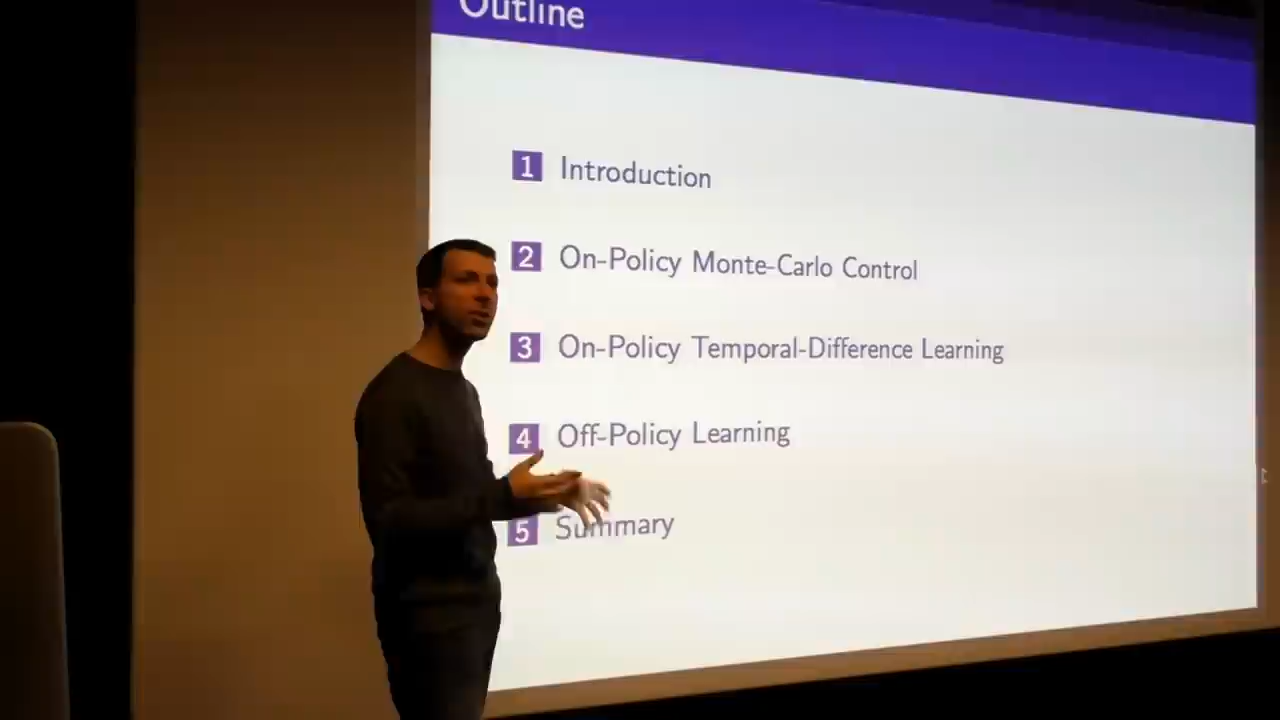 Outline
1 Introduction
2 On-Policy Monte-Carlo Control
3 On-Policy Temporal-Difference Learning
4 Off-Policy Learning
5 Summary